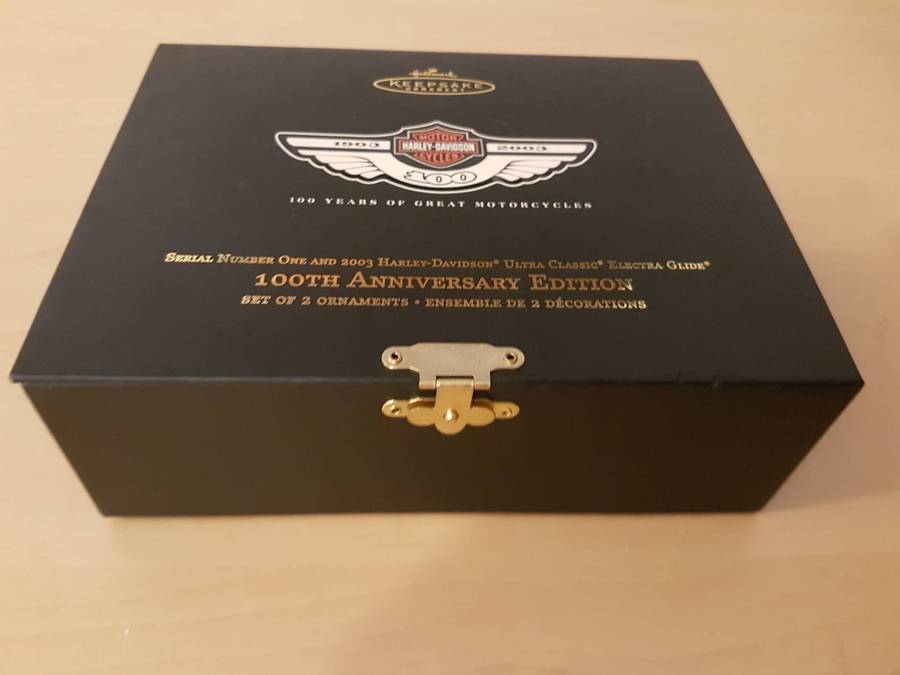 Hallmark
KEEPSAKE
ORNAMENT
MOTOR
1903 HARLEY-DAVIDSON 2003
CYCLES
100
100 YEARS OF GREAT MOTORCYCLES
SERIAL NUMBER ONE AND 2003 HARLEY-DAVIDSON® ULTRA CLASSIC® ELECTRA GLIDE®
100TH ANNIVERSARY EDITION
SET OF 2 ORNAMENTS • ENSEMBLE DE 2 DÉCORATIONS